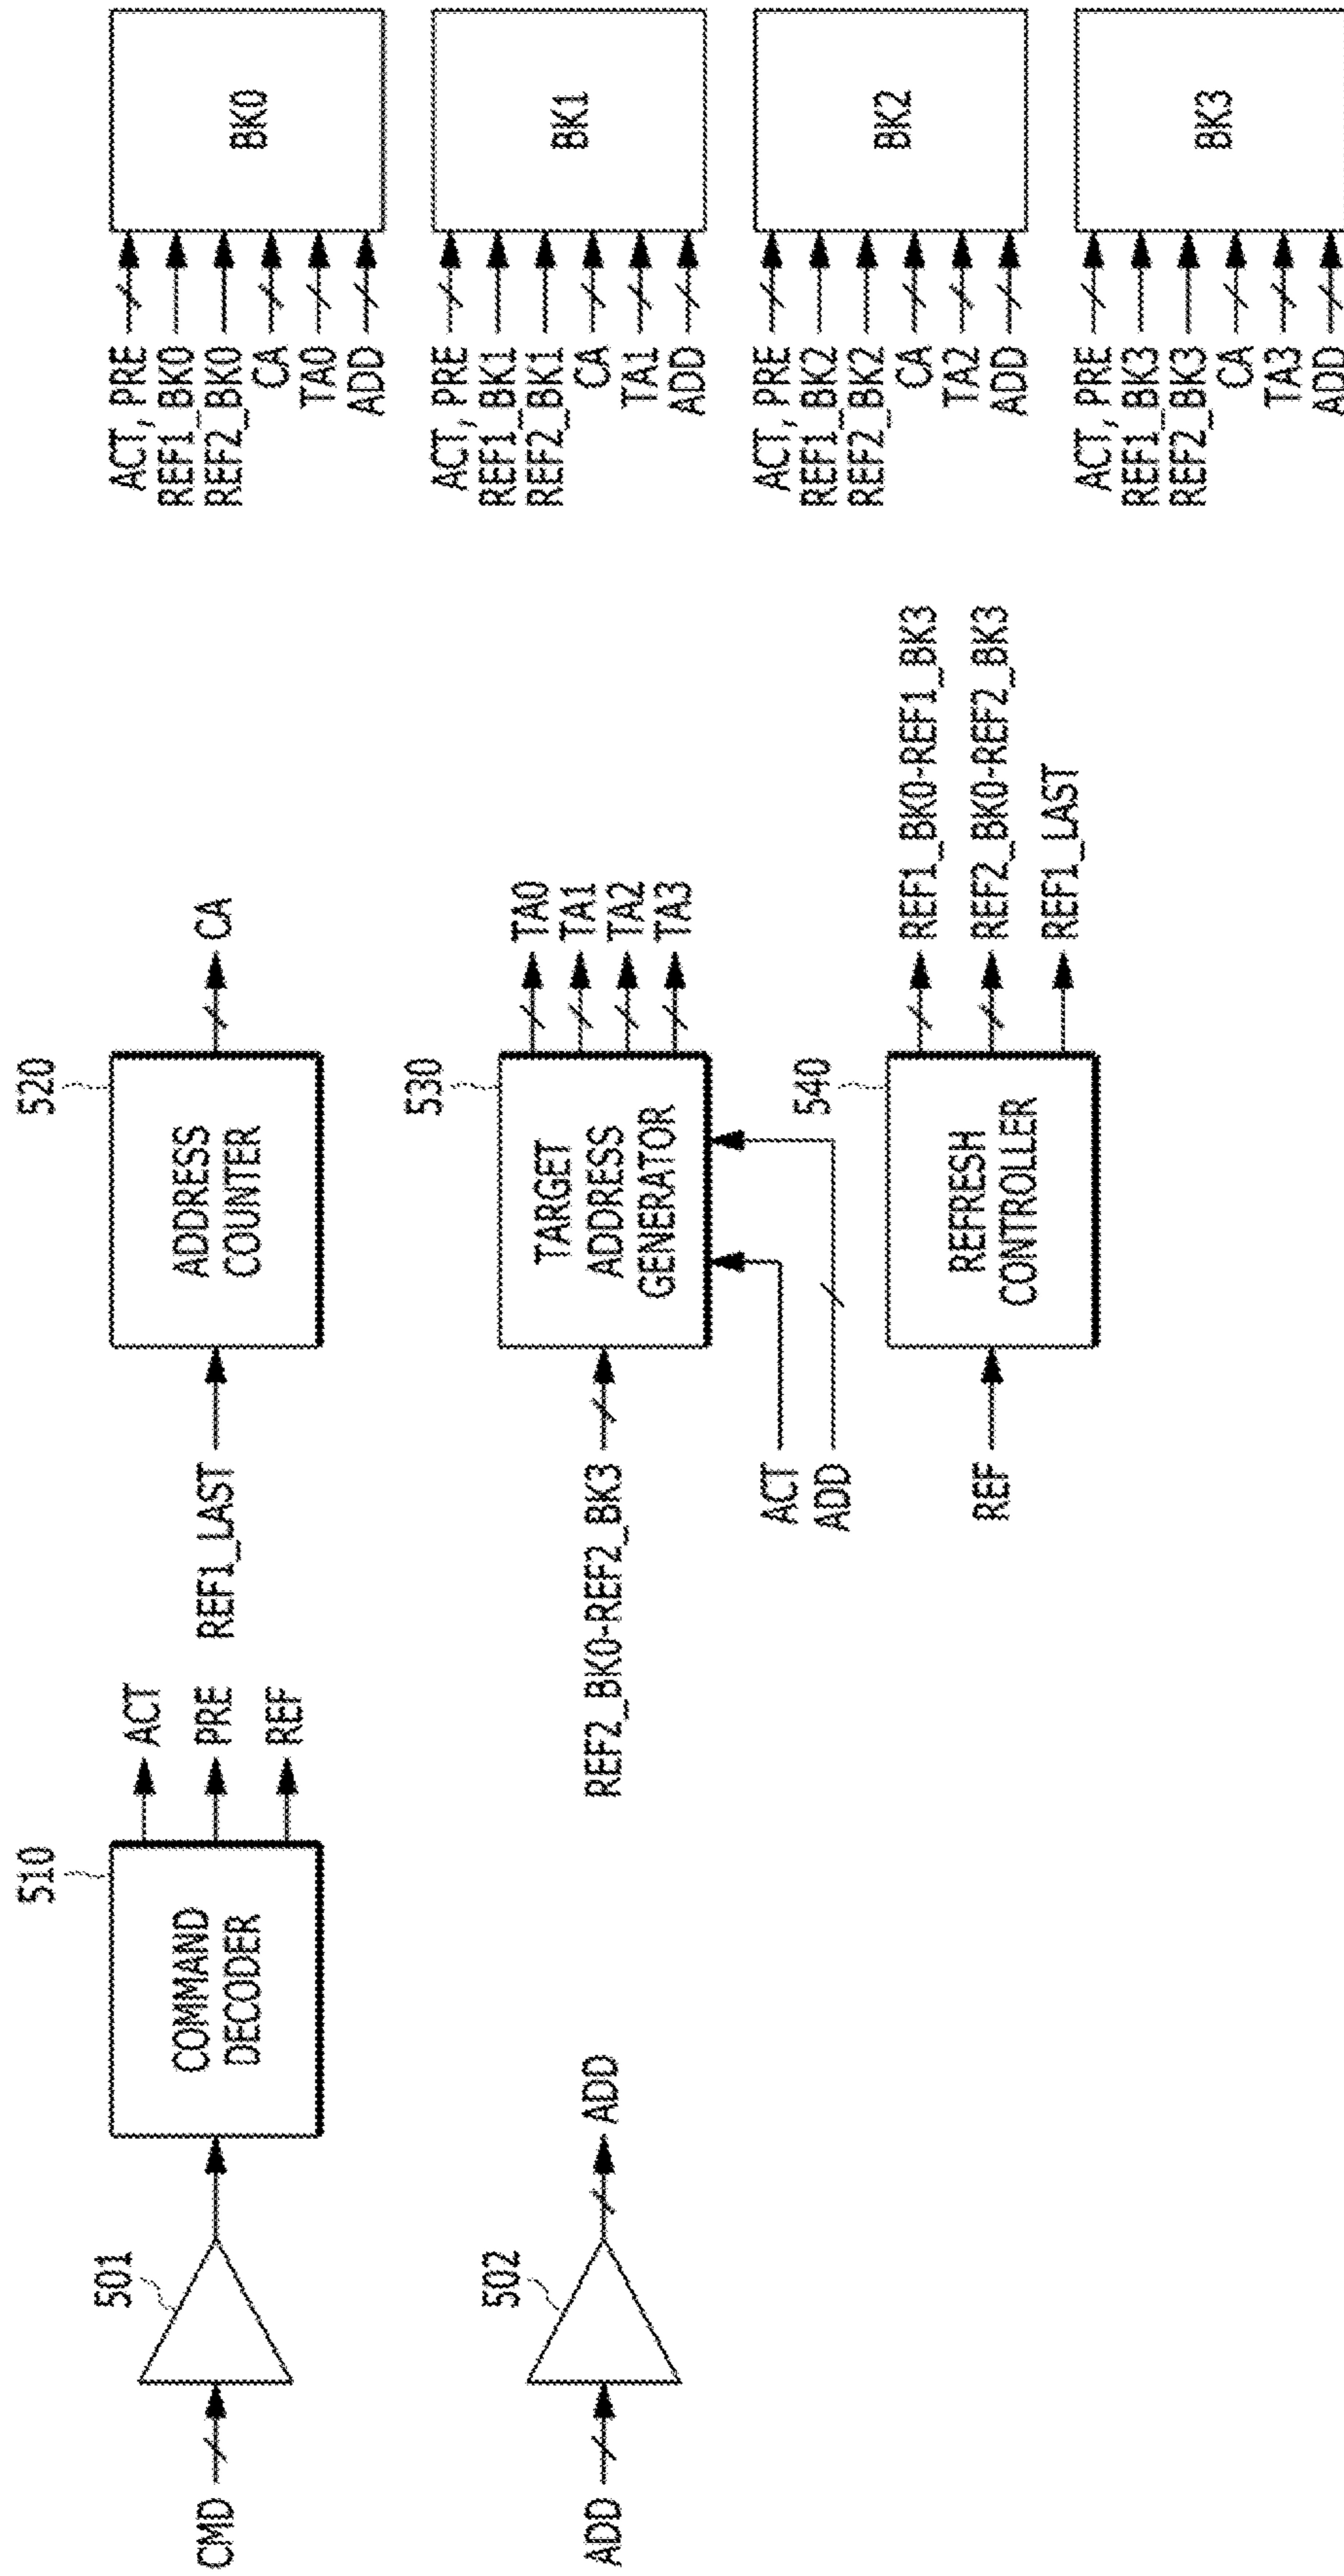 CMD
501
510
COMMAND
DECODER
ACT
PRE
REF
REF1_LAST
520
ADDRESS
COUNTER
CA
ADD
502
ADD
REF2_BK0-REF2_BK3
ACT
ADD
530
TARGET
ADDRESS
GENERATOR
TA0
TA1
TA2
TA3
REF
540
REFRESH
CONTROLLER
REF1_BK0-REF1_BK3
REF2_BK0-REF2_BK3
REF1_LAST
ACT, PRE
REF1_BK0
REF2_BK0
CA
TA0
ADD
BK0
ACT, PRE
REF1_BK1
REF2_BK1
CA
TA1
ADD
BK1
ACT, PRE
REF1_BK2
REF2_BK2
CA
TA2
ADD
BK2
ACT, PRE
REF1_BK3
REF2_BK3
CA
TA3
ADD
BK3